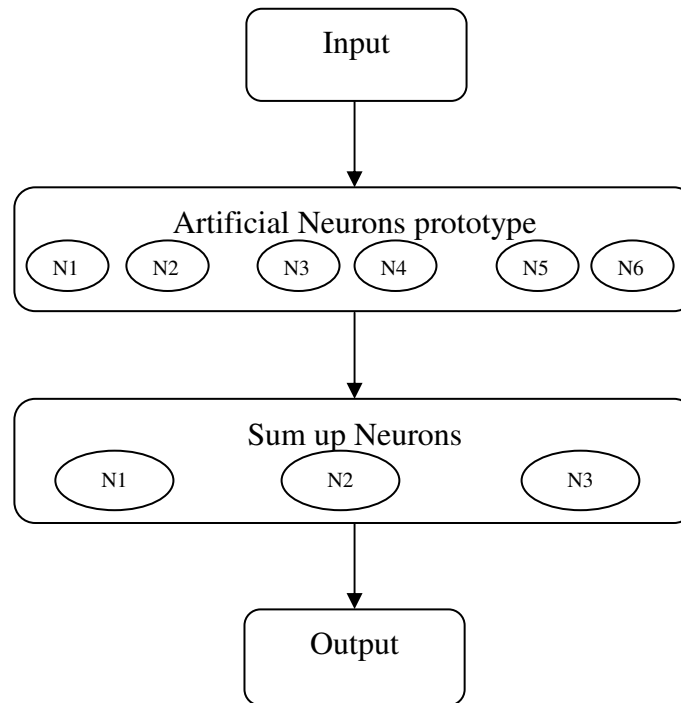 Input
Artificial Neurons prototype
N1 N2 N3 N4 N5 N6
Sum up Neurons
N1 N2 N3
Output